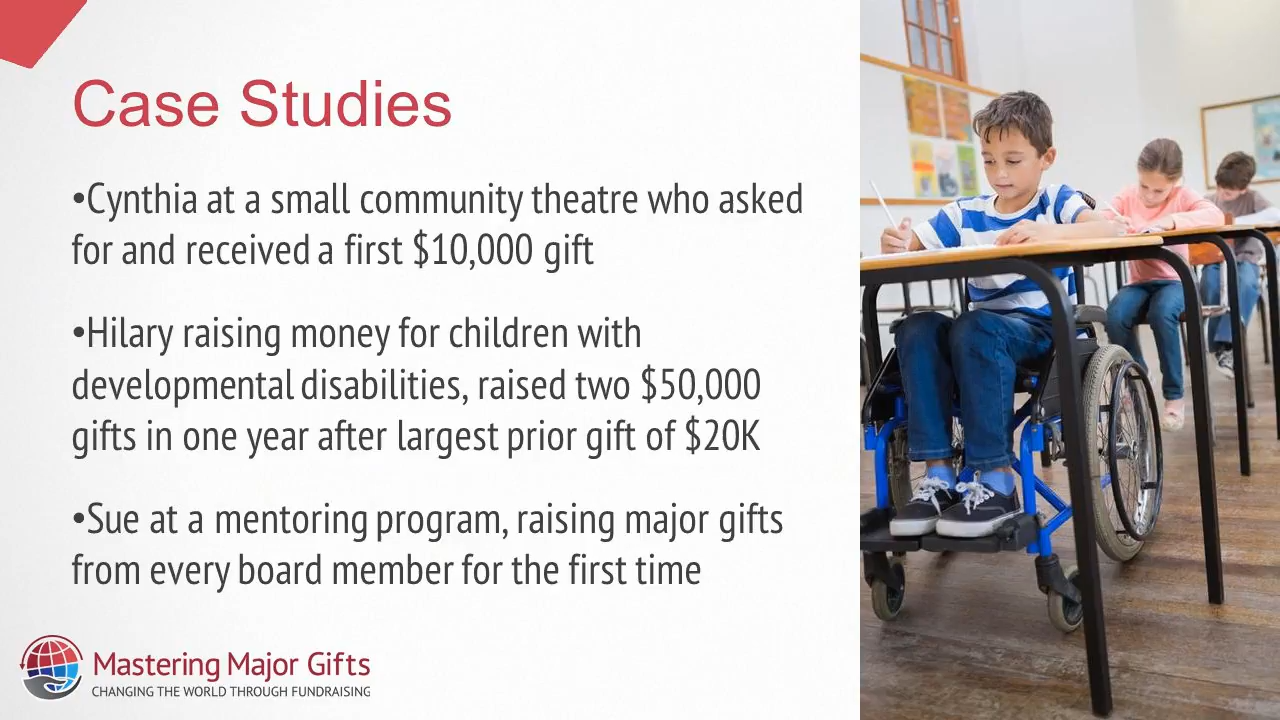 Case Studies
•Cynthia at a small community theatre who asked
for and received a first $10,000 gift
•Hilary raising money for children with
developmental disabilities, raised two $50,000
gifts in one year after largest prior gift of $20K
•Sue at a mentoring program, raising major gifts
from every board member for the first time
Mastering Major Gifts
CHANGING THE WORLD THROUGH FUNDRAISING